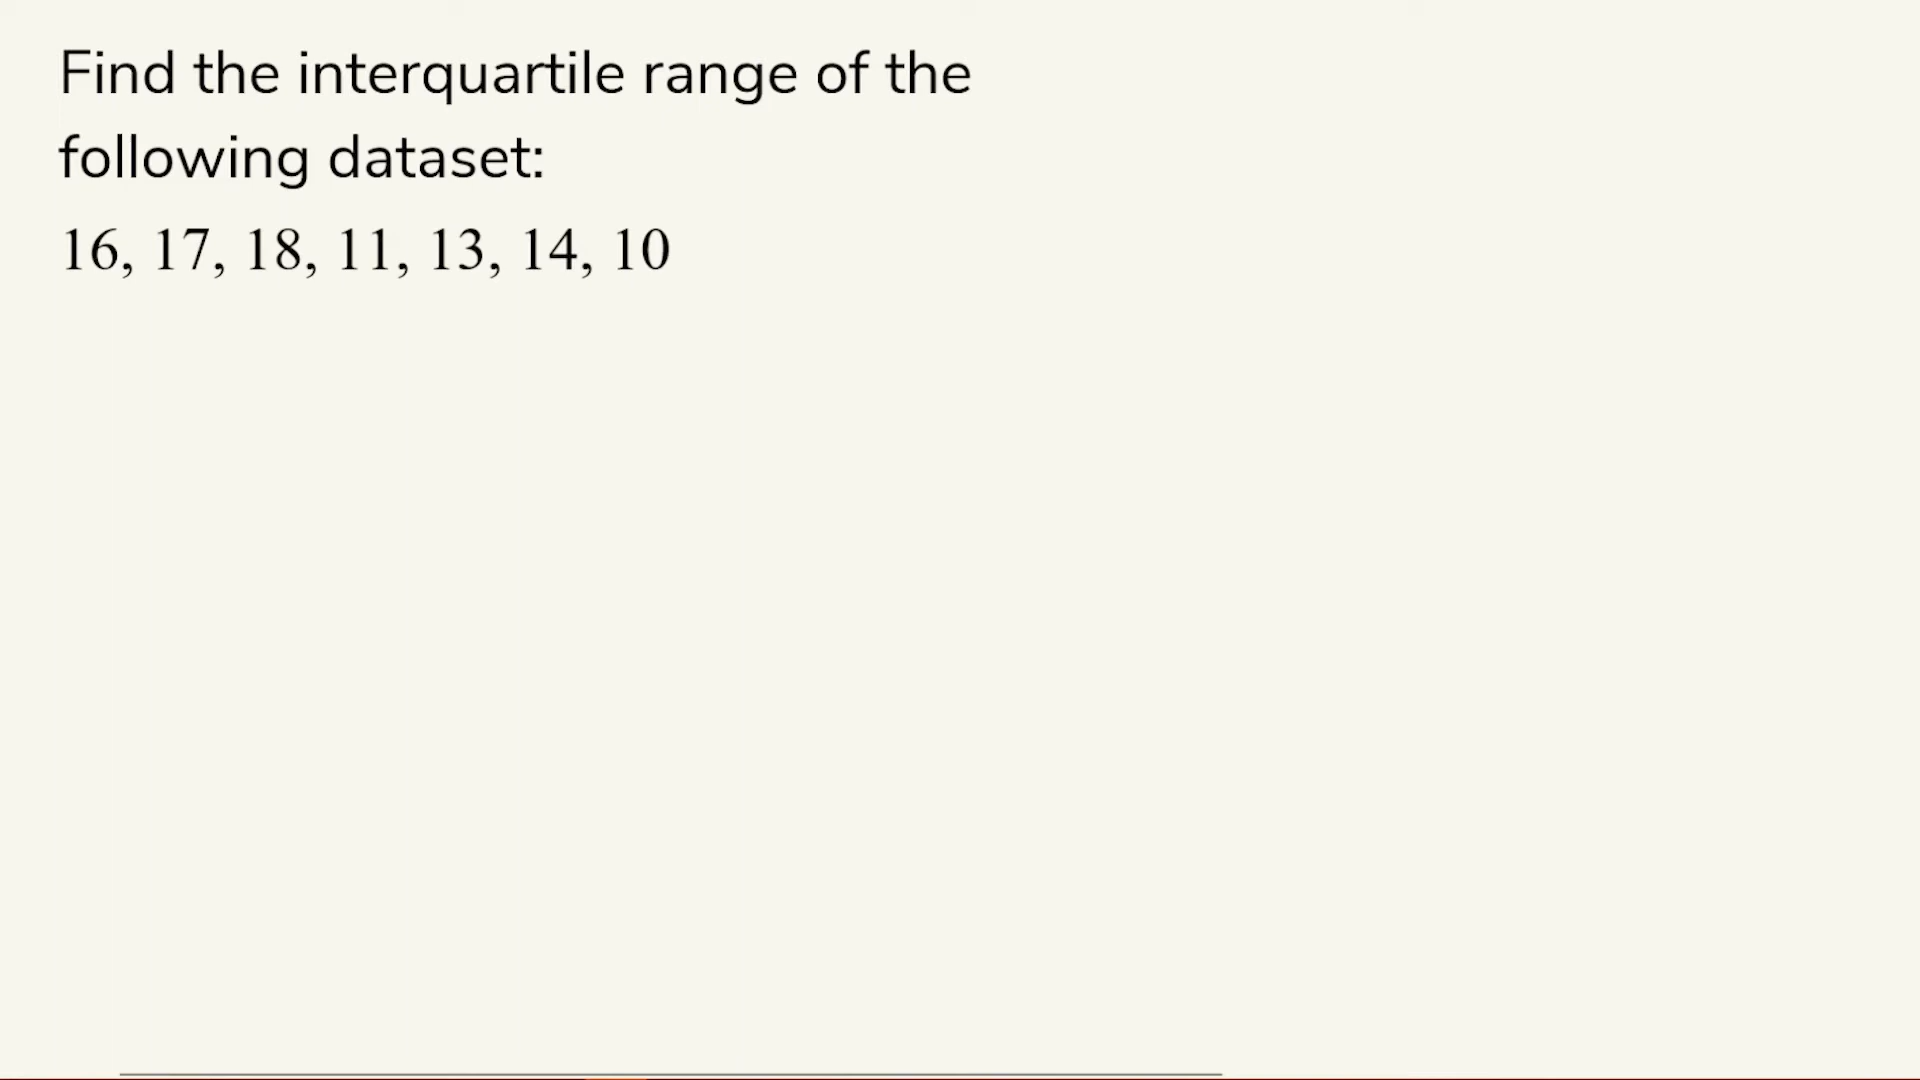 Find the interquartile range of the
following dataset:
16, 17, 18, 11, 13, 14, 10